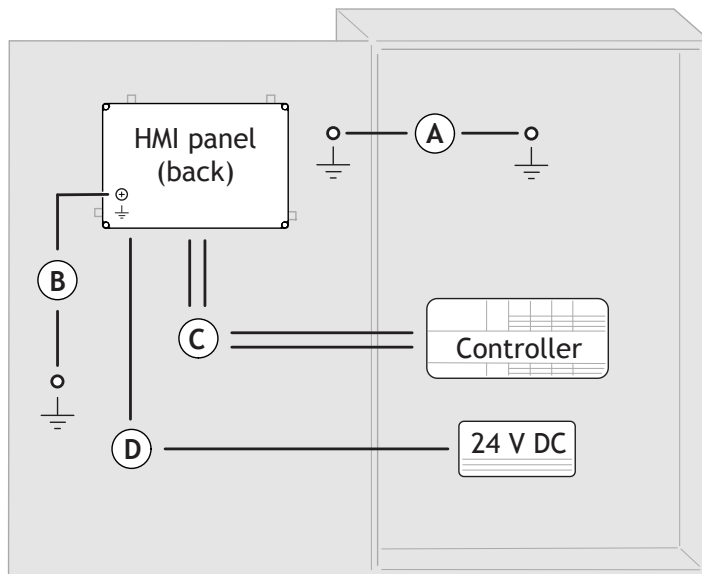 HMI panel
(back)
A
B
C
Controller
D
24 V DC